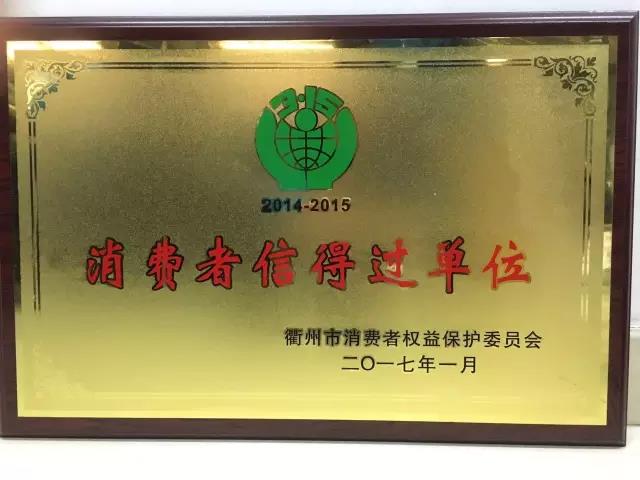 3·15
2014-2015
消费者信得过单位
衢州市消费者权益保护委员会
二〇一七年一月